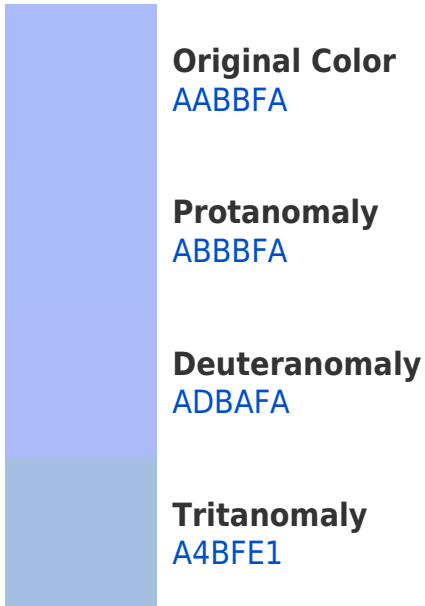 Original Color
AABBFA
Protanomaly
ABBBFA
Deuteranomaly
ADBAFA
Tritanomaly
A4BFE1